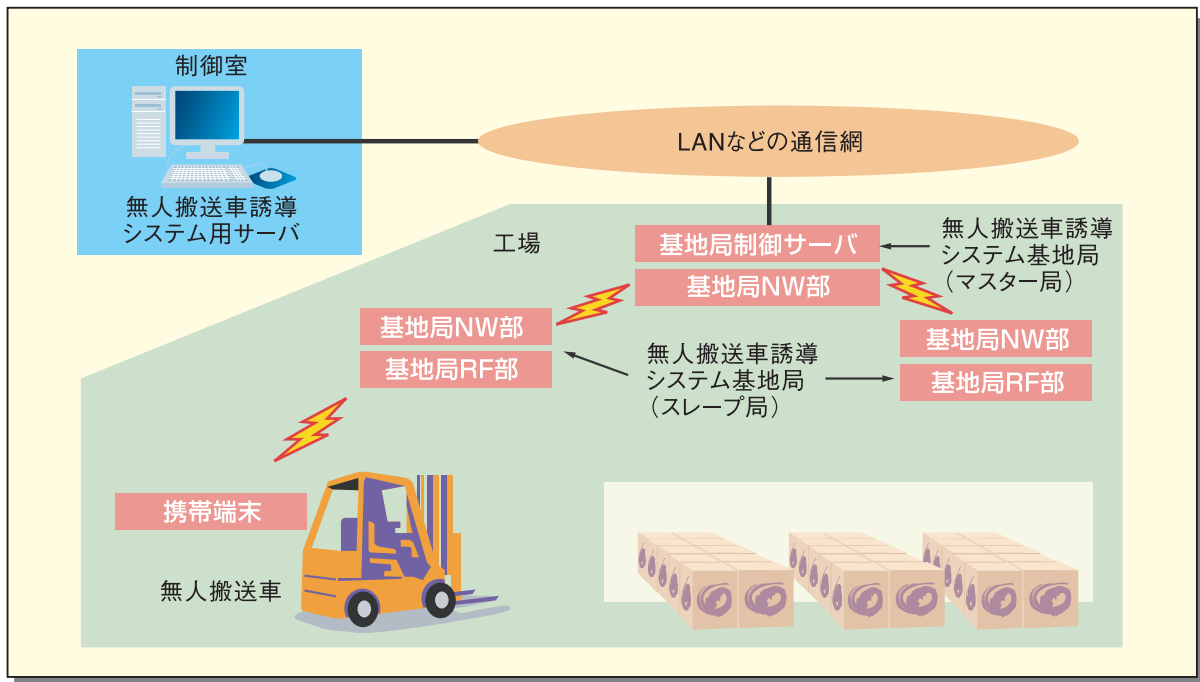 制御室
無人搬送車誘導
システム用サーバ
LANなどの通信網
工場
基地局制御サーバ
基地局NW部
無人搬送車誘導
システム基地局
（マスター局）
基地局NW部
基地局RF部
無人搬送車誘導
システム基地局
（スレーブ局）
基地局NW部
基地局RF部
携帯端末
無人搬送車